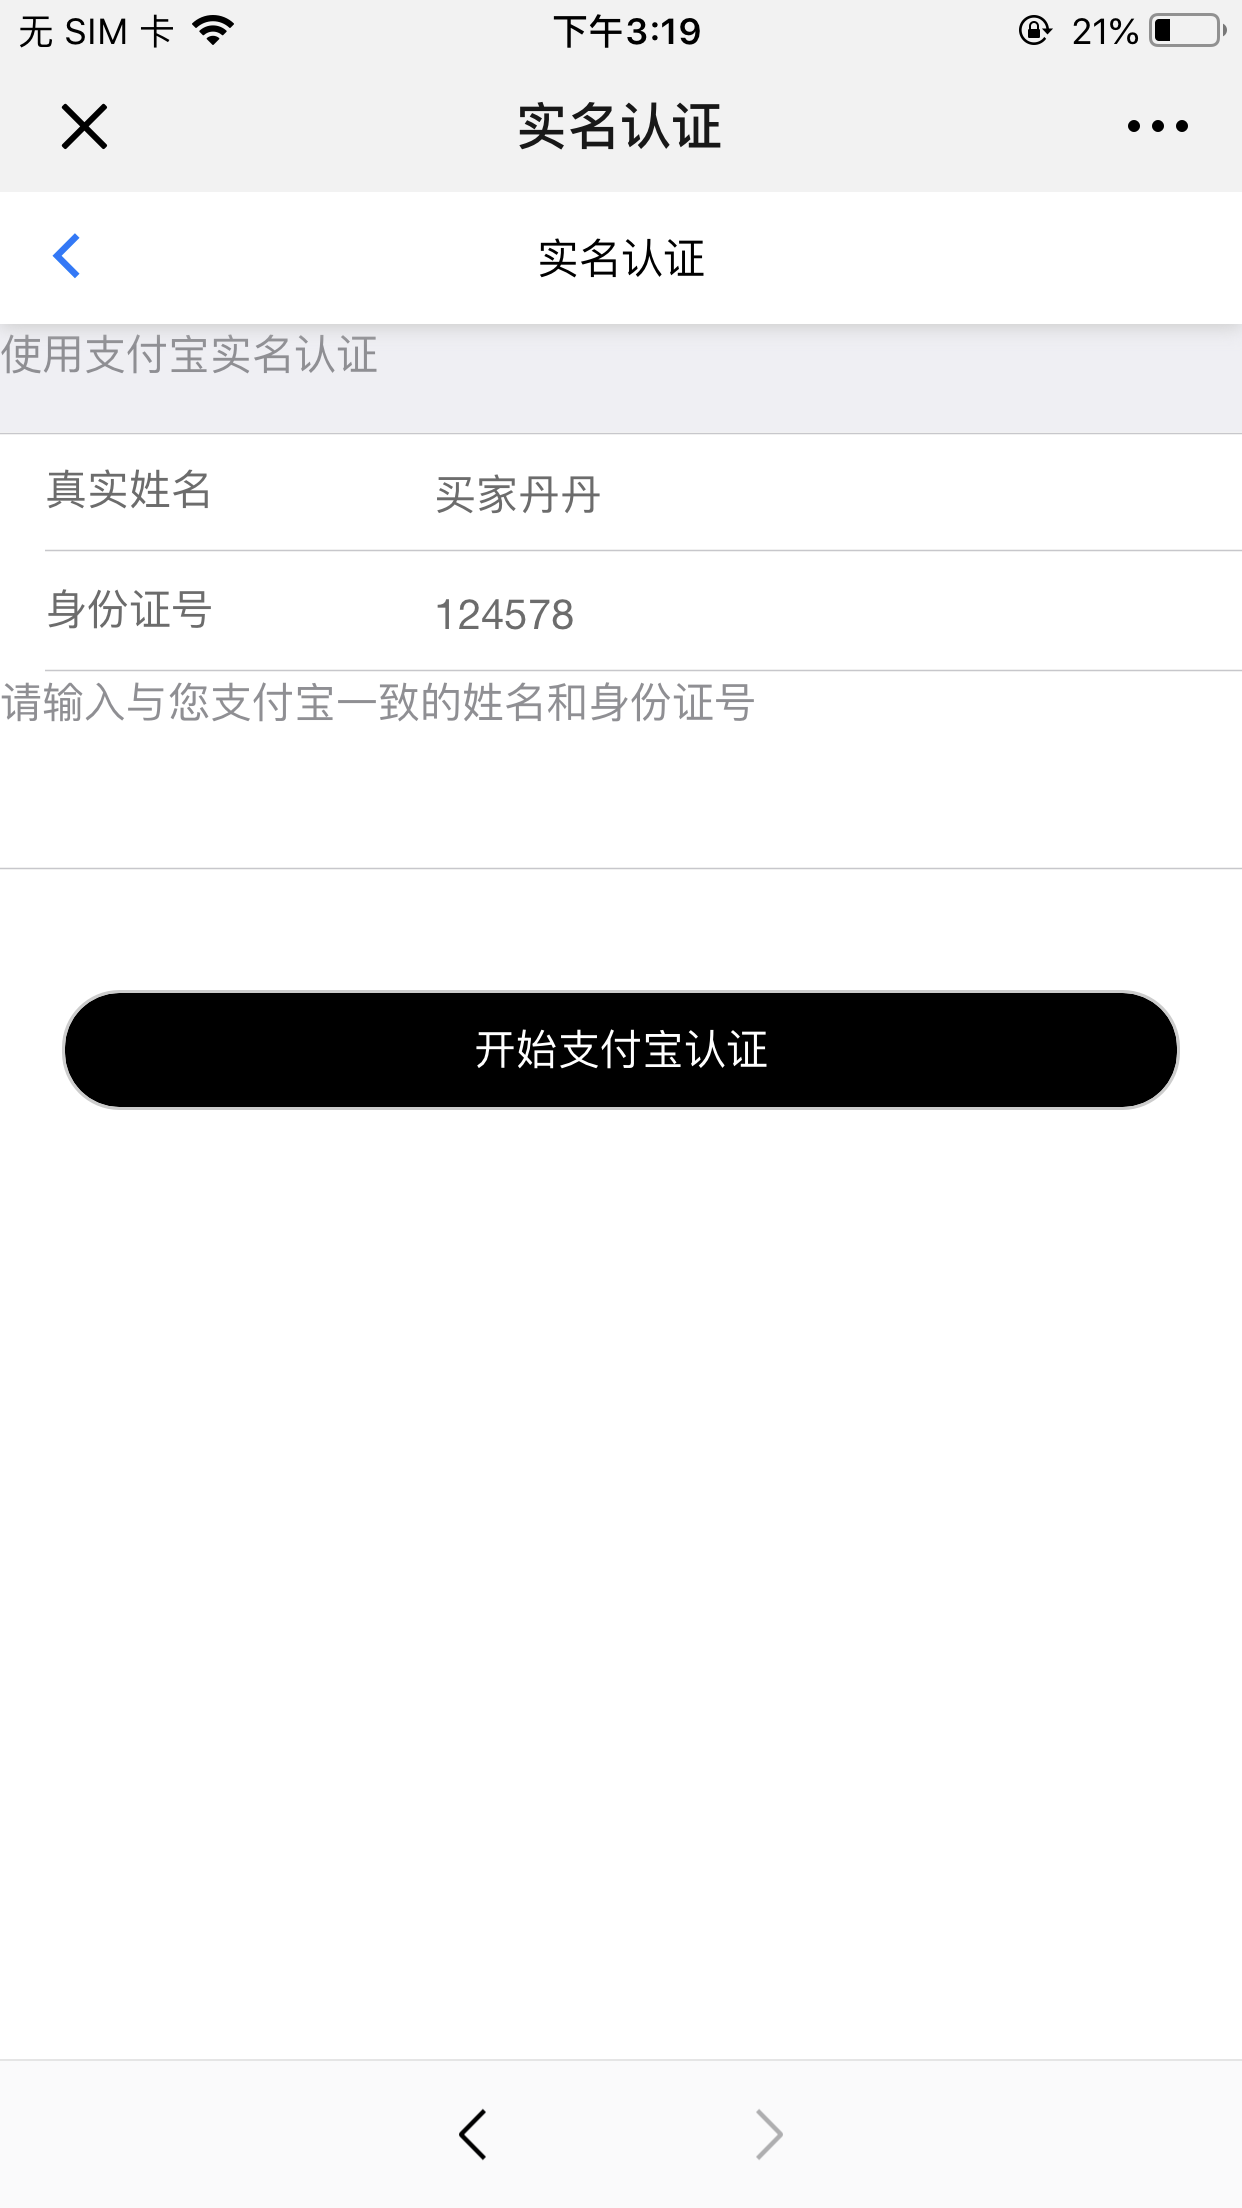 无 SIM 卡 下午3:19 21%
实名认证
实名认证
使用支付宝实名认证
真实姓名 买家丹丹
身份证号 124578
请输入与您支付宝一致的姓名和身份证号
开始支付宝认证